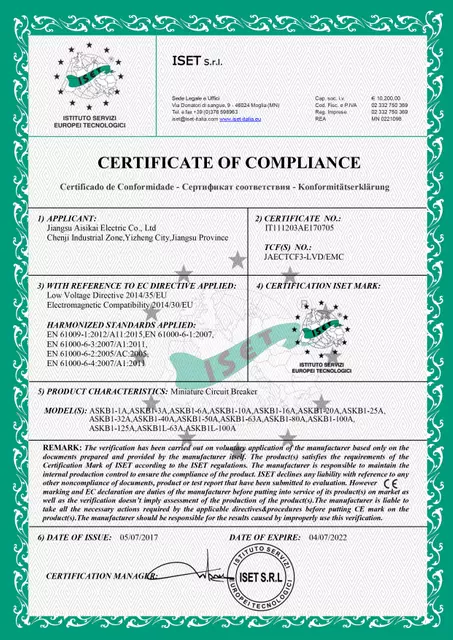 ISET
ISTITUTO SERVIZI
EUROPEI TECNOLOGICI
ISET S.r.l.
Sede Legale e Uffici
Via Donatori di sangue, 9 - 46024 Moglia (MN)
Tel. e fax +39 (0)376 598963
iset@iset-italia.com www.iset-italia.eu
Cap. soc. i.v. € 10.200,00
Cod. Fisc. e P.IVA 02 332 750 369
Reg. Imprese 02 332 750 369
REA MN 0221098
CERTIFICATE OF COMPLIANCE
Certificado de Conformidade - Сертификат соответствия - Konformitätserklärung
1) APPLICANT:
Jiangsu Aisikai Electric Co., Ltd
Chenji Industrial Zone,Yizheng City,Jiangsu Province
2) CERTIFICATE NO.:
IT111203AE170705
TCF(S) NO.:
JAECTCF3-LVD/EMC
3) WITH REFERENCE TO EC DIRECTIVE APPLIED:
Low Voltage Directive 2014/35/EU
Electromagnetic Compatibility 2014/30/EU
HARMONIZED STANDARDS APPLIED:
EN 61009-1:2012/A11:2015,EN 61000-6-1:2007,
EN 61000-6-3:2007/A1:2011,
EN 61000-6-2:2005/AC:2005,
EN 61000-6-4:2007/A1:2011
4) CERTIFICATION ISET MARK:
ISET
ISTITUTO SERVIZI
EUROPEI TECNOLOGICI
ISET
5) PRODUCT CHARACTERISTICS: Miniature Circuit Breaker
MODEL(S): ASKB1-1A,ASKB1-3A,ASKB1-6A,ASKB1-10A,ASKB1-16A,ASKB1-20A,ASKB1-25A,
ASKB1-32A,ASKB1-40A,ASKB1-50A,ASKB1-63A,ASKB1-80A,ASKB1-100A,
ASKB1-125A,ASKB1L-63A,ASKB1L-100A
REMARK: The verification has been carried out on voluntary application of the manufacturer based only on the
documents prepared and provided by the manufacturer itself. The product(s) satisfies the requirements of the
Certification Mark of ISET according to the ISET regulations. The manufacturer is responsible to maintain the
internal production control to ensure the compliance of the product. ISET declines any liability with reference to any
other noncompliance of documents, product or test report that have been submitted to evaluation. However CE
marking and EC declaration are duties of the manufacturer before putting into service of its product(s) on market as
well as the verification doesn't imply assessment of the production of the product(s).The manufacturer is liable to
take all the necessary actions required by the applicable directives&procedures before putting CE mark on the
product(s).The manufacturer should be responsible for the results caused by improperly use this verification.
6) DATE OF ISSUE: 05/07/2017 DATE OF EXPIRE: 04/07/2022
CERTIFICATION MANAGER:
ISTITUTO SERVIZI
ISET S.R.L
EUROPEI TECNOLOGICI